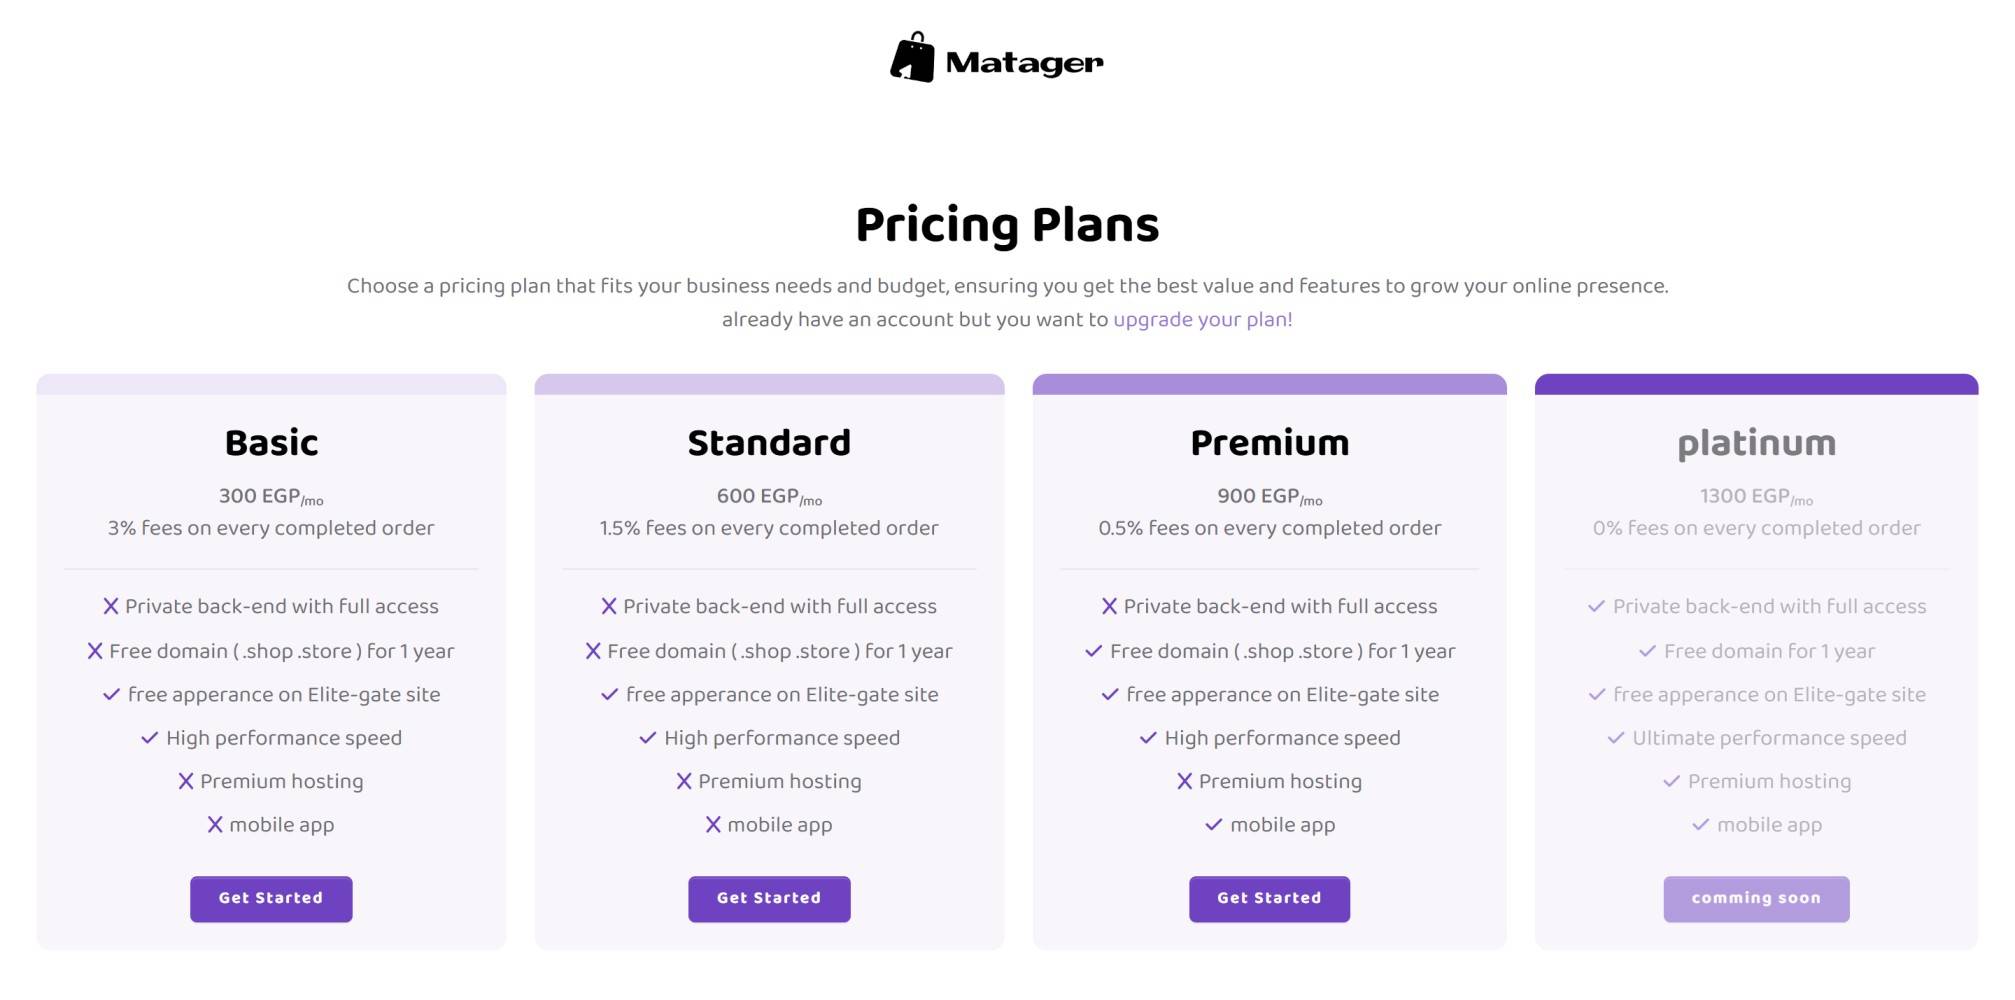 Matager
Pricing Plans
Choose a pricing plan that fits your business needs and budget, ensuring you get the best value and features to grow your online presence.
already have an account but you want to upgrade your plan!
Basic
300 EGP/mo
3% fees on every completed order
Private back-end with full access
Free domain ( .shop .store ) for 1 year
free apperance on Elite-gate site
High performance speed
Premium hosting
mobile app
Get Started
Standard
600 EGP/mo
1.5% fees on every completed order
Private back-end with full access
Free domain ( .shop .store ) for 1 year
free apperance on Elite-gate site
High performance speed
Premium hosting
mobile app
Get Started
Premium
900 EGP/mo
0.5% fees on every completed order
Private back-end with full access
Free domain ( .shop .store ) for 1 year
free apperance on Elite-gate site
High performance speed
Premium hosting
mobile app
Get Started
platinum
1300 EGP/mo
0% fees on every completed order
Private back-end with full access
Free domain for 1 year
free apperance on Elite-gate site
Ultimate performance speed
Premium hosting
mobile app
comming soon